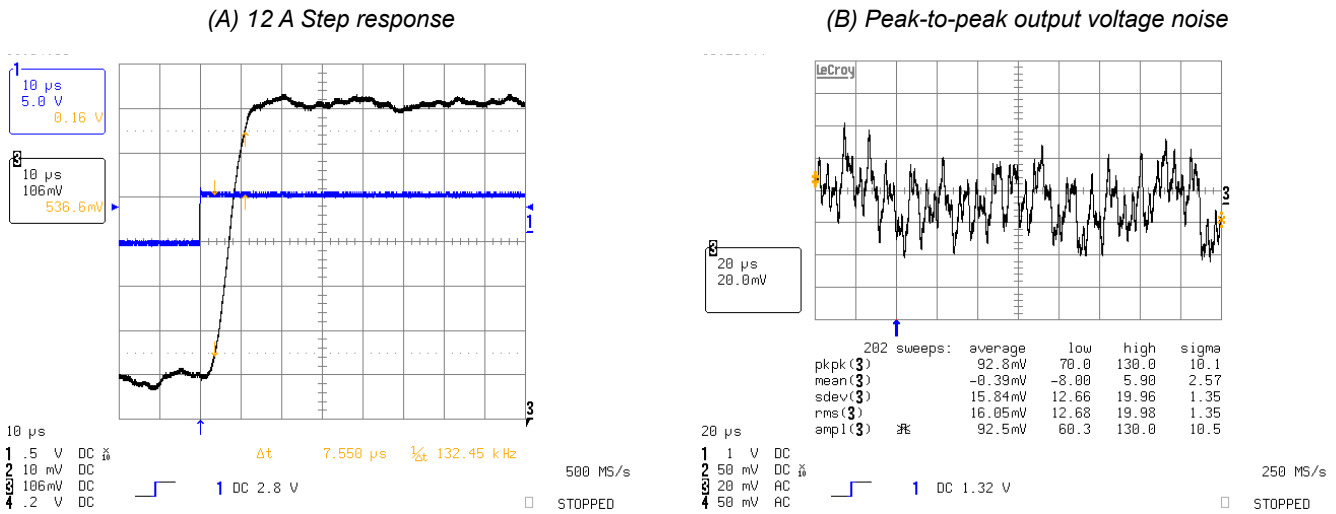 (A) 12 A Step response
1
10 µs
5.0 V
0.16 V
3
10 µs
106mV
536.6mV
1
3
10 µs
Δt 7.550 µs 1/Δt 132.45 kHz
1 .5 V DC X10
2 10 mV DC
3 106mV DC
4 .2 V DC
1 DC 2.8 V
500 MS/s
STOPPED
(B) Peak-to-peak output voltage noise
LeCroy
3
20 µs
20.0mV
3
202 sweeps: average low high sigma
pkpk(3) 92.8mV 70.0 130.0 10.1
mean(3) -0.39mV -8.00 5.90 2.57
sdev(3) 15.84mV 12.66 19.96 1.35
rms(3) 16.05mV 12.68 19.98 1.35
ampl(3) 92.5mV 60.3 130.0 10.5
20 µs
1 1 V DC
2 50 mV DC X10
3 20 mV AC
4 50 mV AC
1 DC 1.32 V
250 MS/s
STOPPED